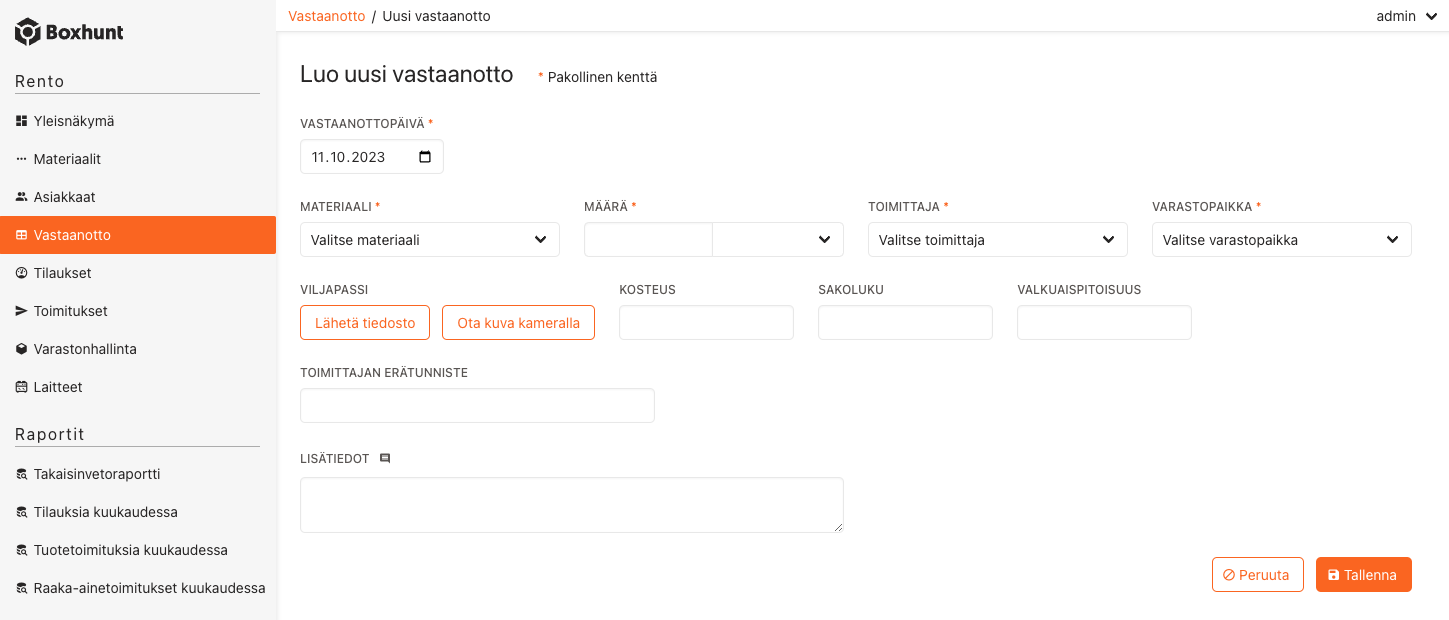 Boxhunt
Rento
Yleisnäkymä
Materiaalit
Asiakkaat
Vastaanotto
Tilaukset
Toimitukset
Varastonhallinta
Laitteet
Raportit
Takaisinvetoraportti
Tilauksia kuukaudessa
Tuotetoimituksia kuukaudessa
Raaka-ainetoimitukset kuukaudessa
Vastaanotto / Uusi vastaanotto
admin
Luo uusi vastaanotto * Pakollinen kenttä
VASTAANOTTOPÄIVÄ *
11.10.2023
MATERIAALI * MÄÄRÄ * TOIMITTAJA * VARASTOPAIKKA *
Valitse materiaali Valitse toimittaja Valitse varastopaikka
VILJAPASSI KOSTEUS SAKOLUKU VALKUAISPITOISUUS
Lähetä tiedosto Ota kuva kameralla
TOIMITTAJAN ERÄTUNNISTE
LISÄTIEDOT
Peruuta Tallenna